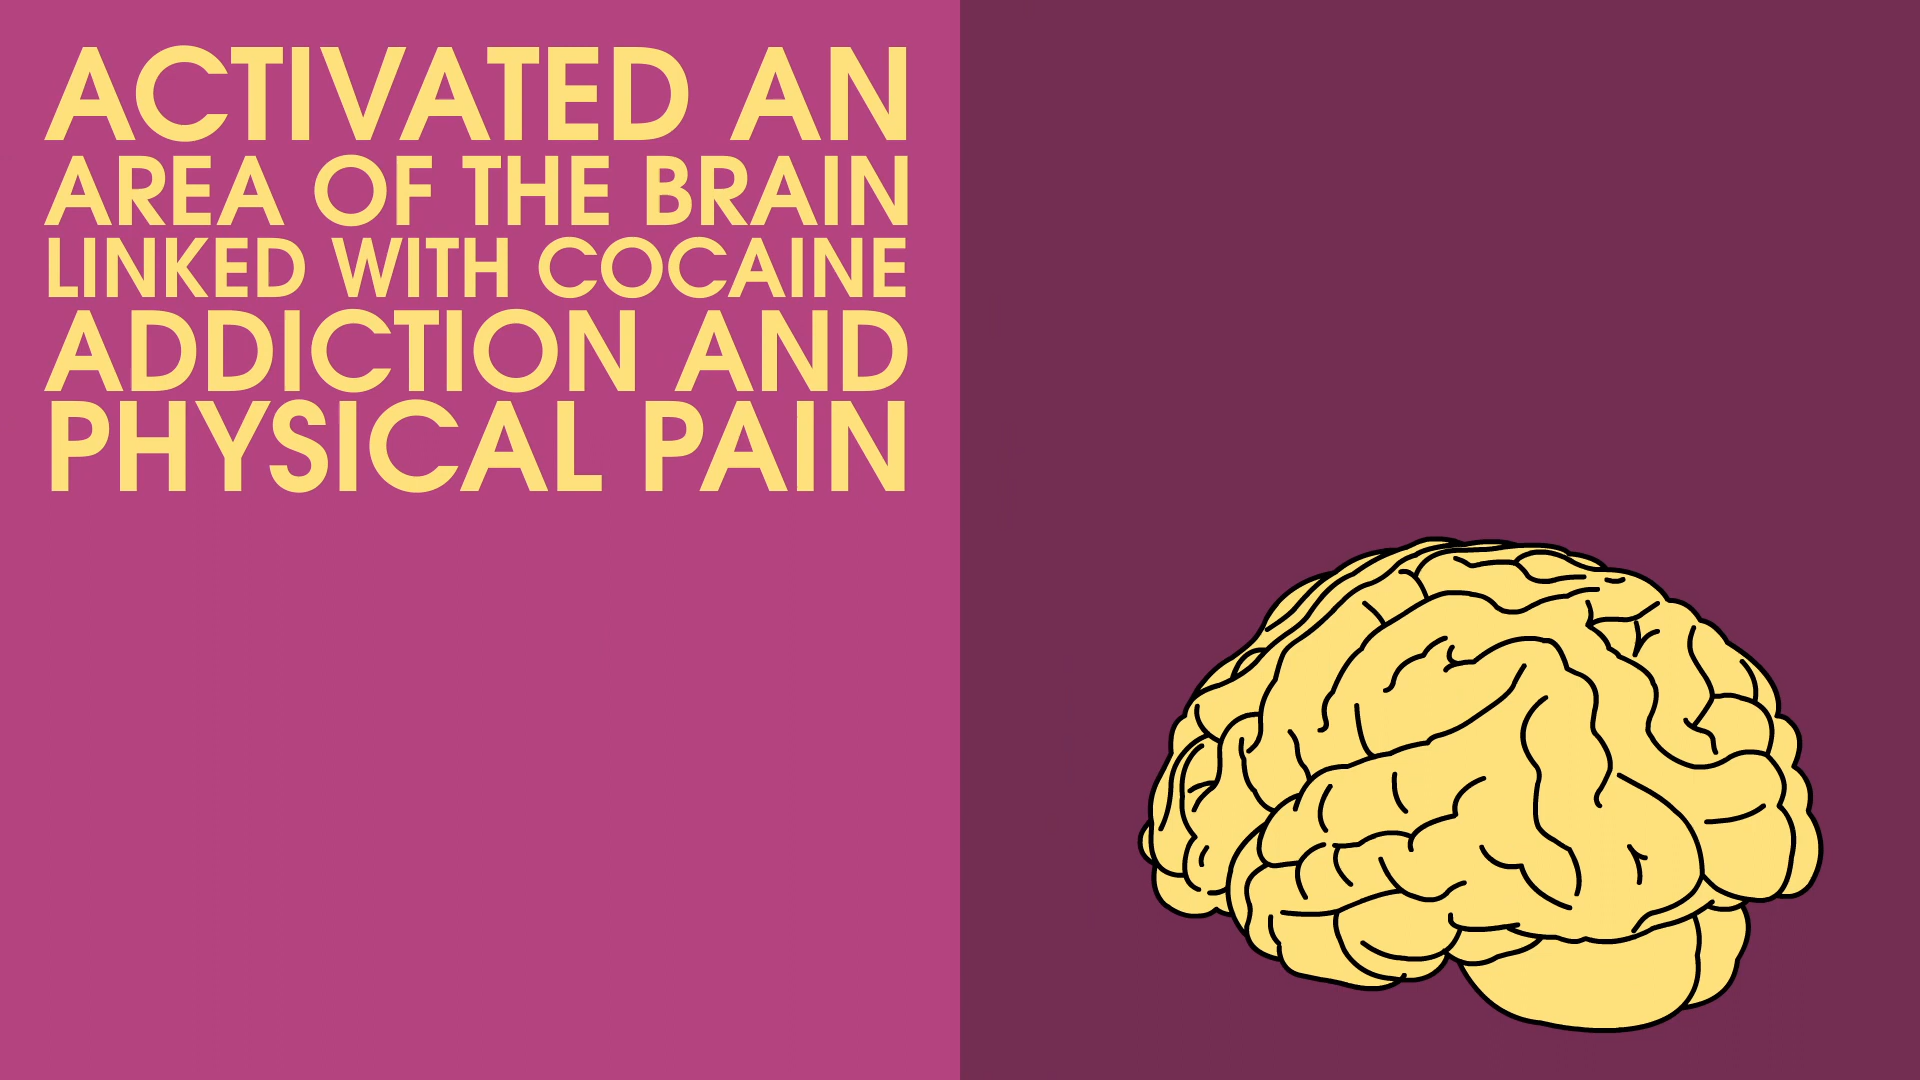 ACTIVATED AN
AREA OF THE BRAIN
LINKED WITH COCAINE
ADDICTION AND
PHYSICAL PAIN